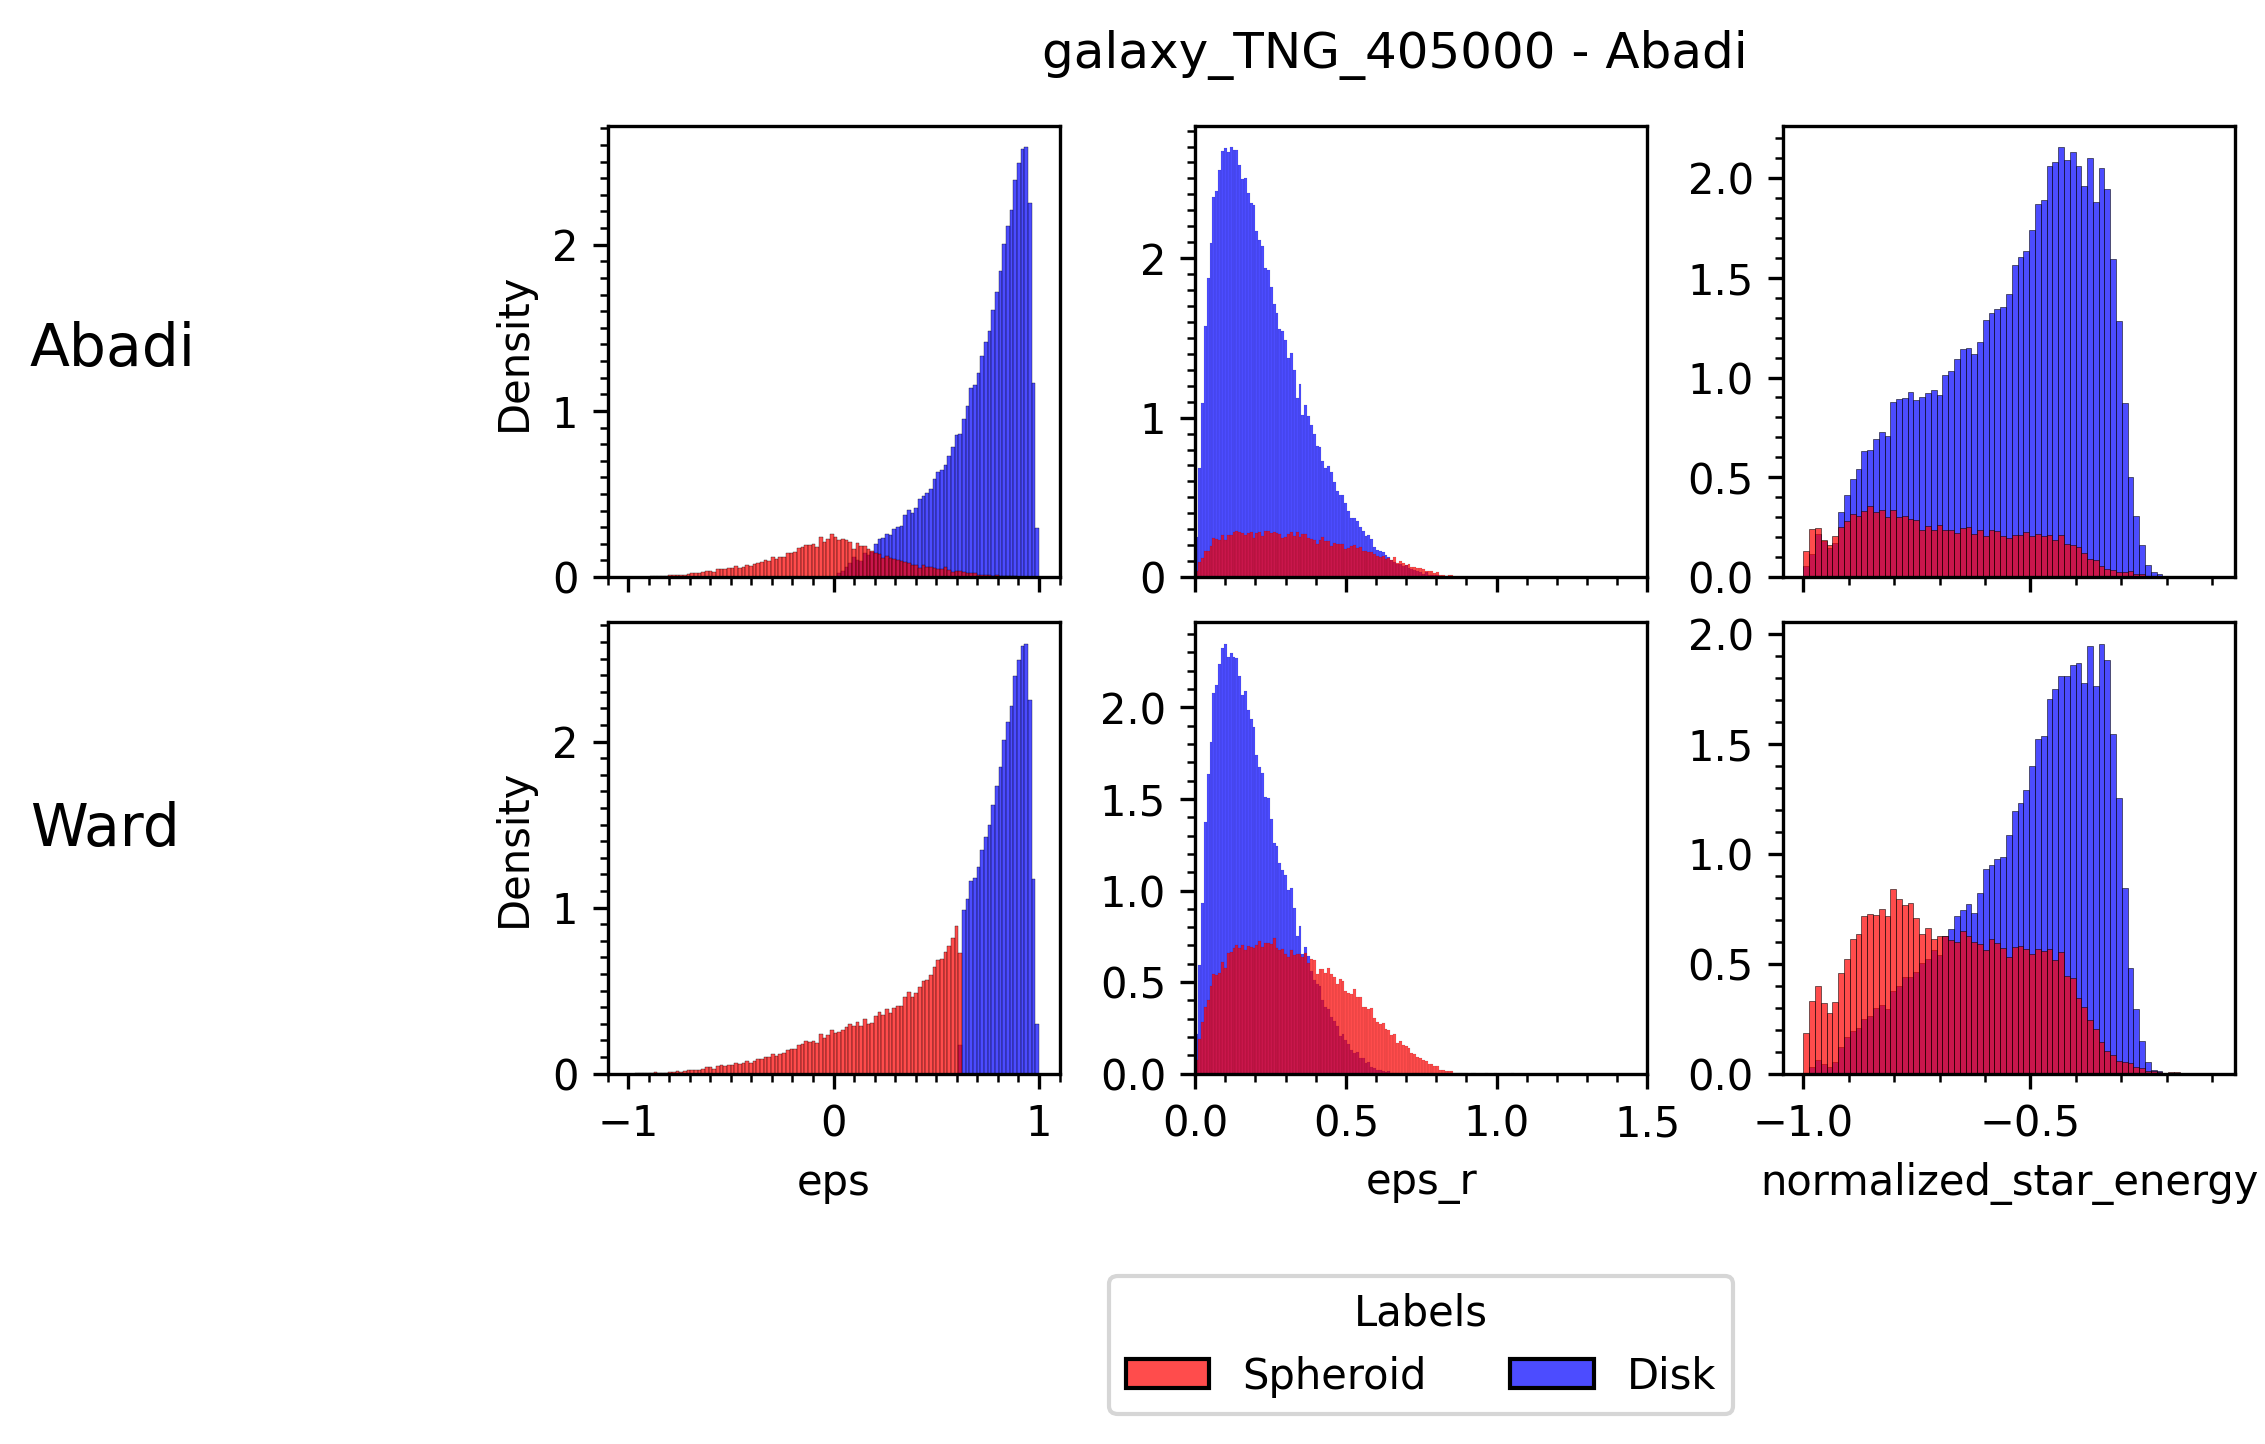 galaxy_TNG_405000 - Abadi
Abadi
Density
0
1
2
0
1
2
0.0
0.5
1.0
1.5
2.0
Ward
Density
0
1
2
0.0
0.5
1.0
1.5
2.0
0.0
0.5
1.0
1.5
2.0
−1 0 1
0.0 0.5 1.0 1.5
−1.0 −0.5
eps eps_r normalized_star_energy
Labels
Spheroid Disk